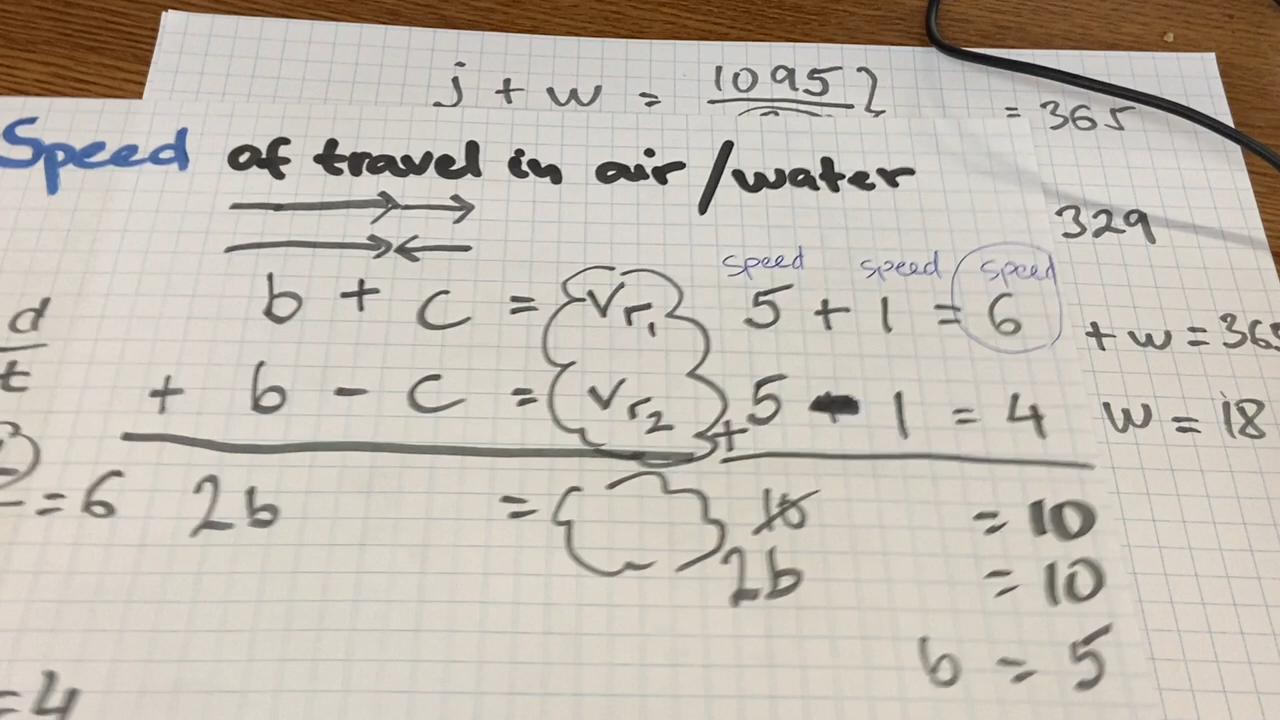 j + w = 1095 = 365
Speed of travel in air/water
329
speed speed speed
b + c = Vr₁ 5 + 1 = 6
d/t
+ w = 365
+ b - c = Vr₂ + 5 - 1 = 4
w = 18
= 6 2b = 10 = 10
2b = 10
b = 5
= 4